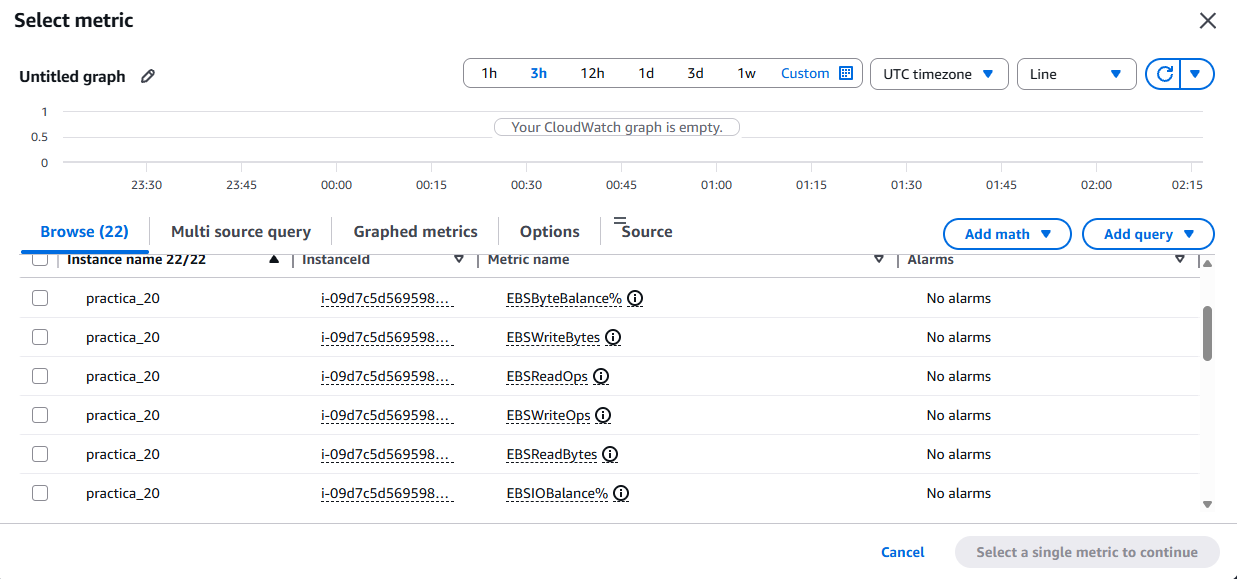 Select metric
Untitled graph
1h 3h 12h 1d 3d 1w Custom UTC timezone Line
1
Your CloudWatch graph is empty.
0.5
0
23:30 23:45 00:00 00:15 00:30 00:45 01:00 01:15 01:30 01:45 02:00 02:15
Browse (22) Multi source query Graphed metrics Options Source Add math Add query
Instance name 22/22 InstanceId Metric name Alarms
practica_20 i-09d7c5d569598... EBSByteBalance% No alarms
practica_20 i-09d7c5d569598... EBSWriteBytes No alarms
practica_20 i-09d7c5d569598... EBSReadOps No alarms
practica_20 i-09d7c5d569598... EBSWriteOps No alarms
practica_20 i-09d7c5d569598... EBSReadBytes No alarms
practica_20 i-09d7c5d569598... EBSIOBalance% No alarms
Cancel Select a single metric to continue